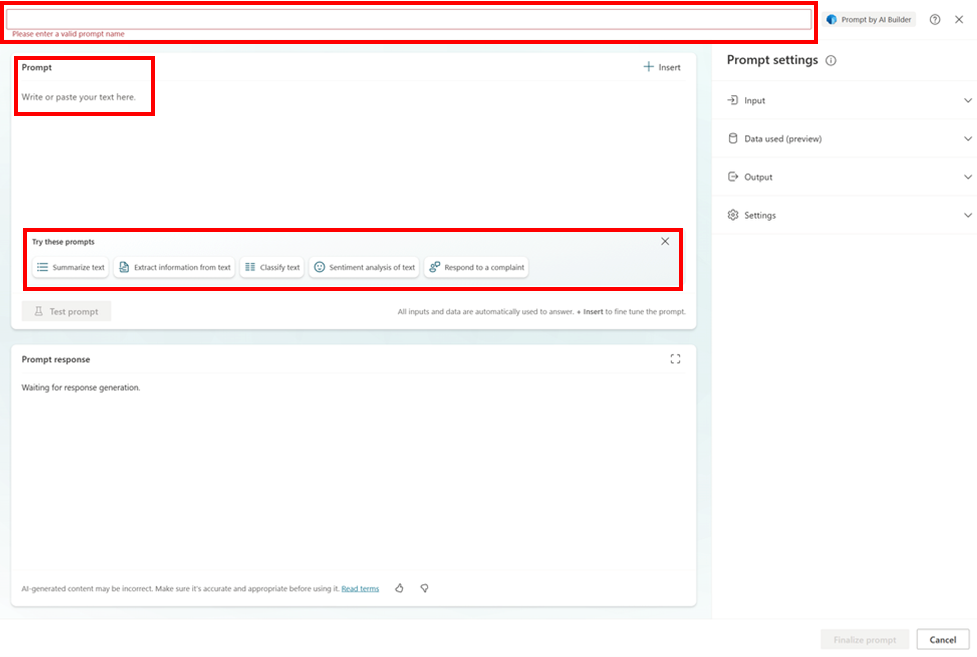 Please enter a valid prompt name
Prompt by AI Builder
Prompt
Insert
Write or paste your text here.
Try these prompts
Summarize text
Extract information from text
Classify text
Sentiment analysis of text
Respond to a complaint
Test prompt
All inputs and data are automatically used to answer. + Insert to fine tune the prompt.
Prompt response
Waiting for response generation.
AI-generated content may be incorrect. Make sure it's accurate and appropriate before using it. Read terms
Prompt settings
Input
Data used (preview)
Output
Settings
Finalize prompt
Cancel